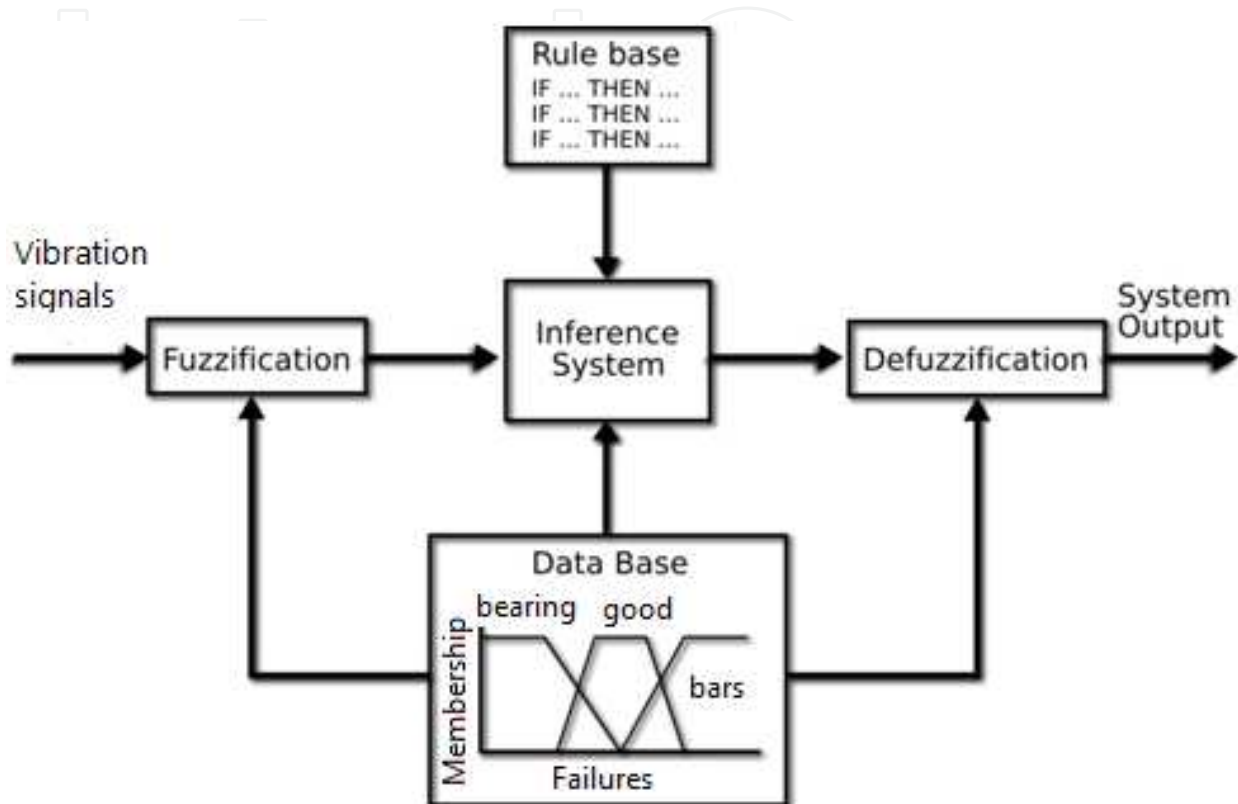 Rule base
IF ... THEN ...
IF ... THEN ...
IF ... THEN ...
Vibration
signals
Fuzzification
Inference
System
Defuzzification
System
Output
Data Base
bearing
good
bars
Membership
Failures